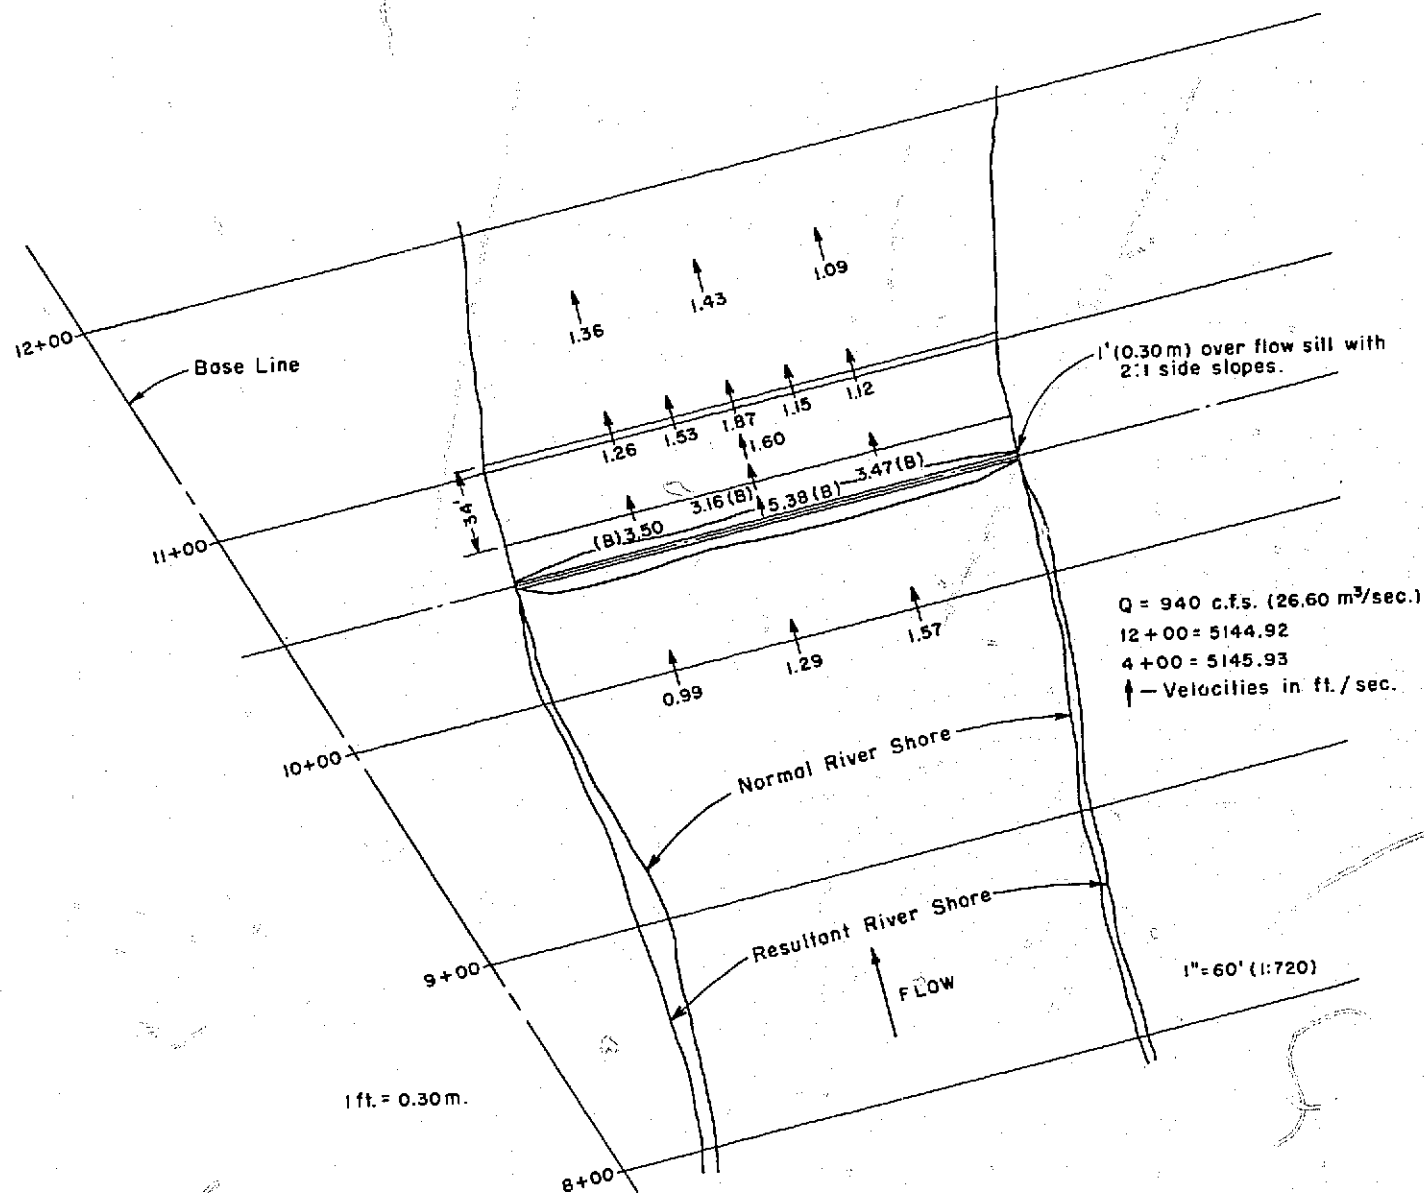 1.09
1.43
1.36
12+00
Base Line
1' (0.30 m) over flow sill with
2:1 side slopes.
1.12
1.15
1.87
1.53
1.26
1.60
3.47(B)
5.38(B)
3.16(B)
(B)3.50
34'
11+00
Q = 940 c.f.s. (26.60 m³/sec.)
12+00 = 5144.92
4+00 = 5145.93
— Velocities in ft./sec.
1.57
1.29
0.99
10+00
Normal River Shore
Resultant River Shore
9+00
FLOW
1"=60' (1:720)
1 ft. = 0.30 m.
8+00